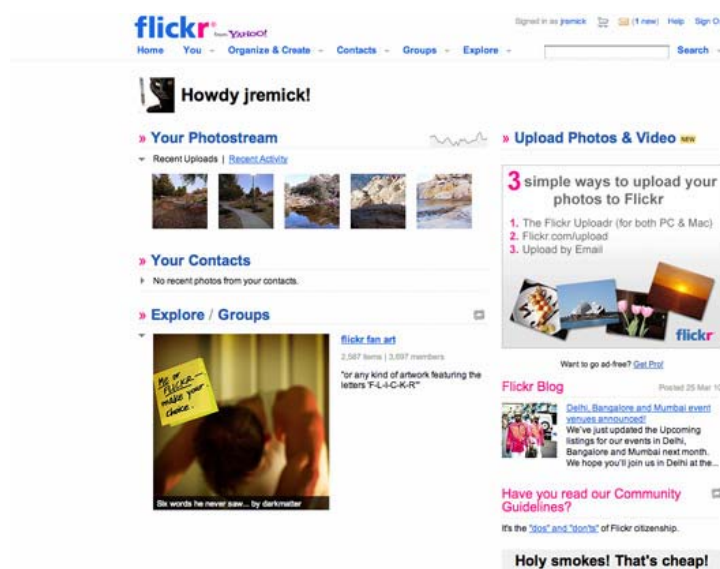 flickr from YAHOO!
Signed in as jremick (1 new) Help Sign O
Home You Organize & Create Contacts Groups Explore Search
Howdy jremick!
» Your Photostream
Recent Uploads | Recent Activity
» Your Contacts
No recent photos from your contacts.
» Explore / Groups
Me or
FLICKR—
make your
choice.
Six words he never saw... by darkmatter
flickr fan art
2,587 items | 3,697 members
"or any kind of artwork featuring the
letters 'F-L-I-C-K-R'"
» Upload Photos & Video NEW
3 simple ways to upload your
photos to Flickr
1. The Flickr Uploadr (for both PC & Mac)
2. Flickr.com/upload
3. Upload by Email
flickr
Want to go ad-free? Get Pro!
Flickr Blog Posted 25 Mar 10
Delhi, Bangalore and Mumbai event
venues announced!
We've just updated the Upcoming
listings for our events in Delhi,
Bangalore and Mumbai next month.
We hope you'll join us in Delhi at the...
Have you read our Community
Guidelines?
It's the "dos" and "don'ts" of Flickr citizenship.
Holy smokes! That's cheap!